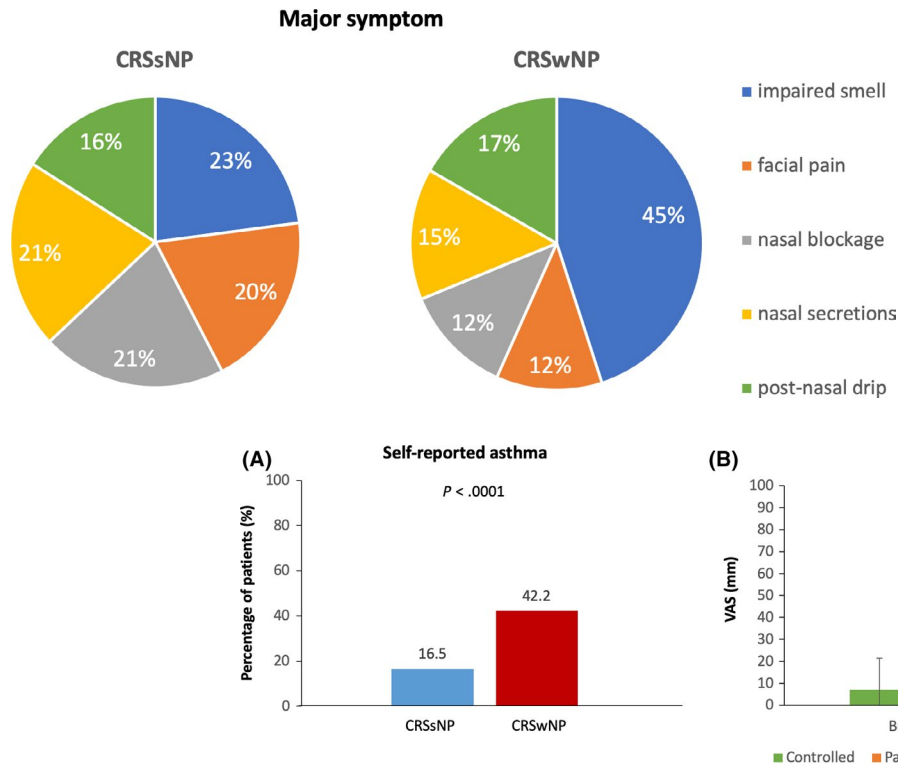 Major symptom
CRSsNP
CRSwNP
16%
23%
21%
20%
21%
17%
45%
15%
12%
12%
impaired smell
facial pain
nasal blockage
nasal secretions
post-nasal drip
(A)
Self-reported asthma
P < .0001
Percentage of patients (%)
100
80
60
40
20
0
16.5
42.2
CRSsNP
CRSwNP
(B)
VAS (mm)
100
90
80
70
60
50
40
30
20
10
0
Controlled